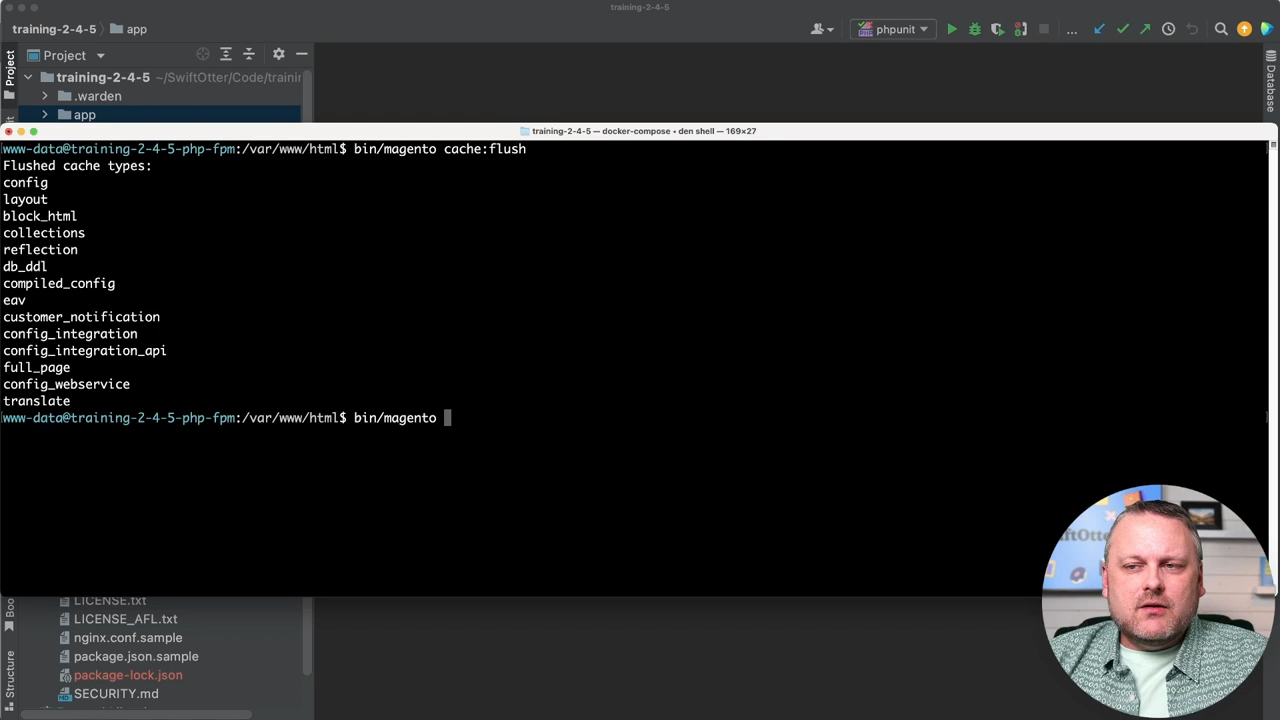 training-2-4-5
training-2-4-5 app
phpunit
Project
Project
training-2-4-5 ~/SwiftOtter/Code/trainin
.warden
app
Database
training-2-4-5 — docker-compose • den shell — 169×27
www-data@training-2-4-5-php-fpm:/var/www/html$ bin/magento cache:flush
Flushed cache types:
config
layout
block_html
collections
reflection
db_ddl
compiled_config
eav
customer_notification
config_integration
config_integration_api
full_page
config_webservice
translate
www-data@training-2-4-5-php-fpm:/var/www/html$ bin/magento
LICENSE.txt
LICENSE_AFL.txt
nginx.conf.sample
package.json.sample
package-lock.json
SECURITY.md
Boo
Structure
ftOtter